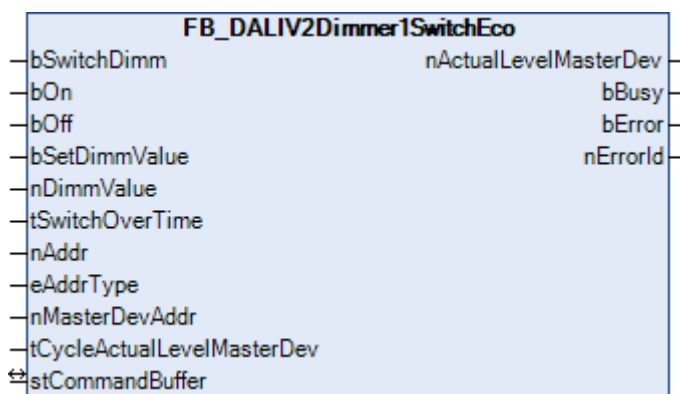 FB_DALIV2Dimmer1SwitchEco
bSwitchDimm nActualLevelMasterDev
bOn bBusy
bOff bError
bSetDimmValue nErrorId
nDimmValue
tSwitchOverTime
nAddr
eAddrType
nMasterDevAddr
tCycleActualLevelMasterDev
stCommandBuffer